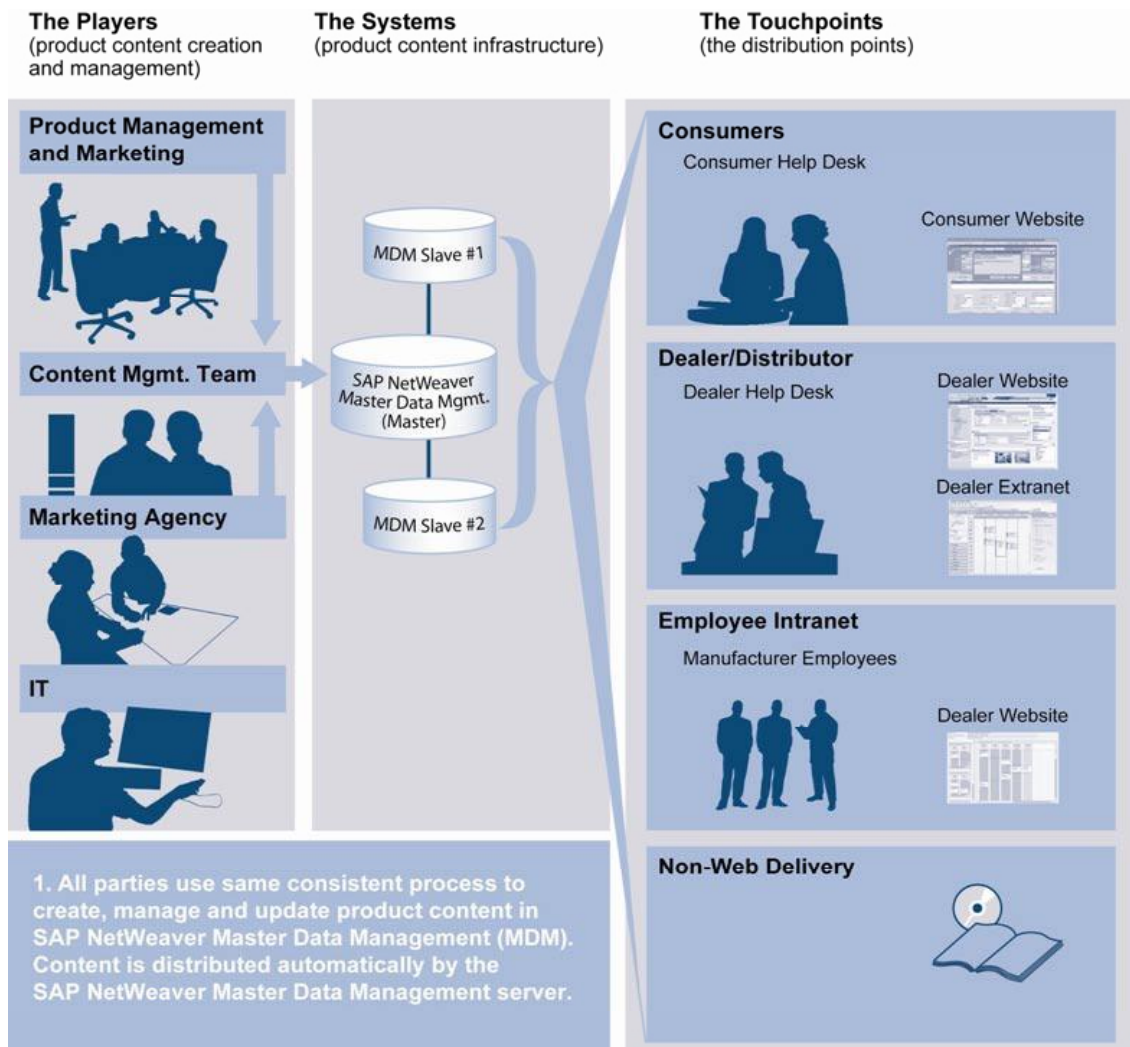 The Players
(product content creation
and management)
The Systems
(product content infrastructure)
The Touchpoints
(the distribution points)
Product Management
and Marketing
Content Mgmt. Team
Marketing Agency
IT
MDM Slave #1
SAP NetWeaver
Master Data Mgmt.
(Master)
MDM Slave #2
Consumers
Consumer Help Desk
Consumer Website
Dealer/Distributor
Dealer Help Desk
Dealer Website
Dealer Extranet
Employee Intranet
Manufacturer Employees
Dealer Website
Non-Web Delivery
1. All parties use same consistent process to
create, manage and update product content in
SAP NetWeaver Master Data Management (MDM).
Content is distributed automatically by the
SAP NetWeaver Master Data Management server.